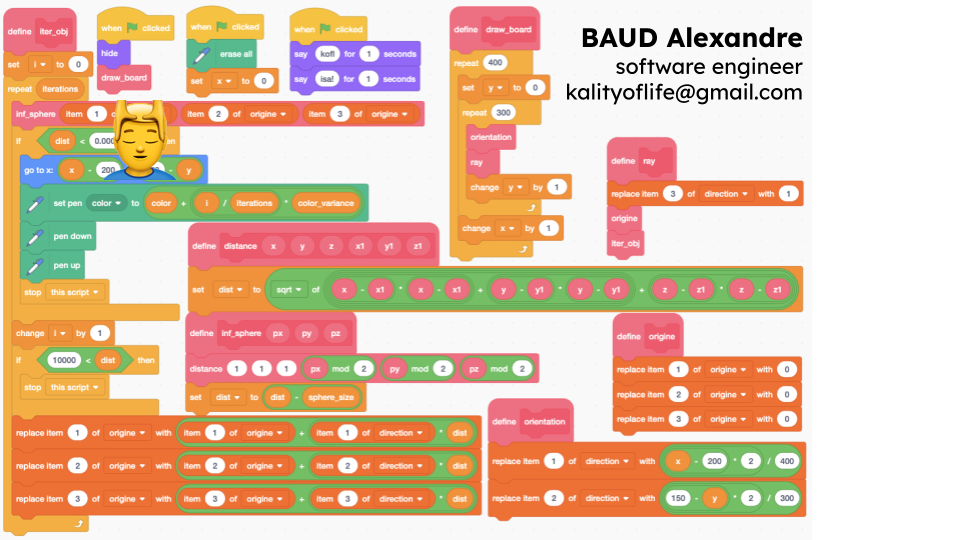 define iter_obj
set i to 0
repeat iterations
inf_sphere item 1 item 2 of origine item 3 of origine
if dist < 0.000
go to x: x - 200 - y
set pen color to color + i / iterations * color_variance
pen down
pen up
stop this script
change i by 1
if 10000 < dist then
stop this script
replace item 1 of origine with item 1 of origine + item 1 of direction * dist
replace item 2 of origine with item 2 of origine + item 2 of direction * dist
replace item 3 of origine with item 3 of origine + item 3 of direction * dist
when clicked
hide
draw_board
when clicked
erase all
set x to 0
when clicked
say kofi for 1 seconds
say isa! for 1 seconds
define draw_board
repeat 400
set y to 0
repeat 300
orientation
ray
change y by 1
change x by 1
BAUD Alexandre
software engineer
kalityoflife@gmail.com
define ray
replace item 3 of direction with 1
origine
iter_obj
define distance x y z x1 y1 z1
set dist to sqrt of x - x1 * x - x1 + y - y1 * y - y1 + z - z1 * z - z1
define inf_sphere px py pz
distance 1 1 1 px mod 2 py mod 2 pz mod 2
set dist to dist - sphere_size
define origine
replace item 1 of origine with 0
replace item 2 of origine with 0
replace item 3 of origine with 0
define orientation
replace item 1 of direction with x - 200 * 2 / 400
replace item 2 of direction with 150 - y * 2 / 300